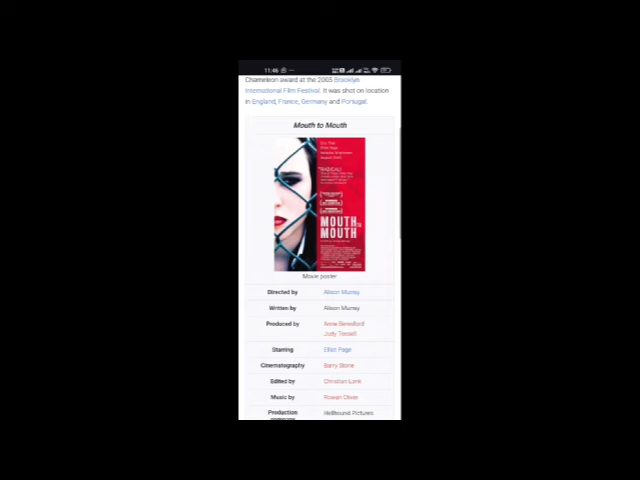 11:46
Chameleon award at the 2005 Brooklyn
International Film Festival. It was shot on location
in England, France, Germany and Portugal.
Mouth to Mouth
"RADICAL!
MOUTH TO
MOUTH
Movie poster
Directed by Alison Murray
Written by Alison Murray
Produced by Anne Beresford
Judy Tossell
Starring Elliot Page
Cinematography Barry Stone
Edited by Christian Lonk
Music by Rowan Oliver
Production Hellhound Pictures